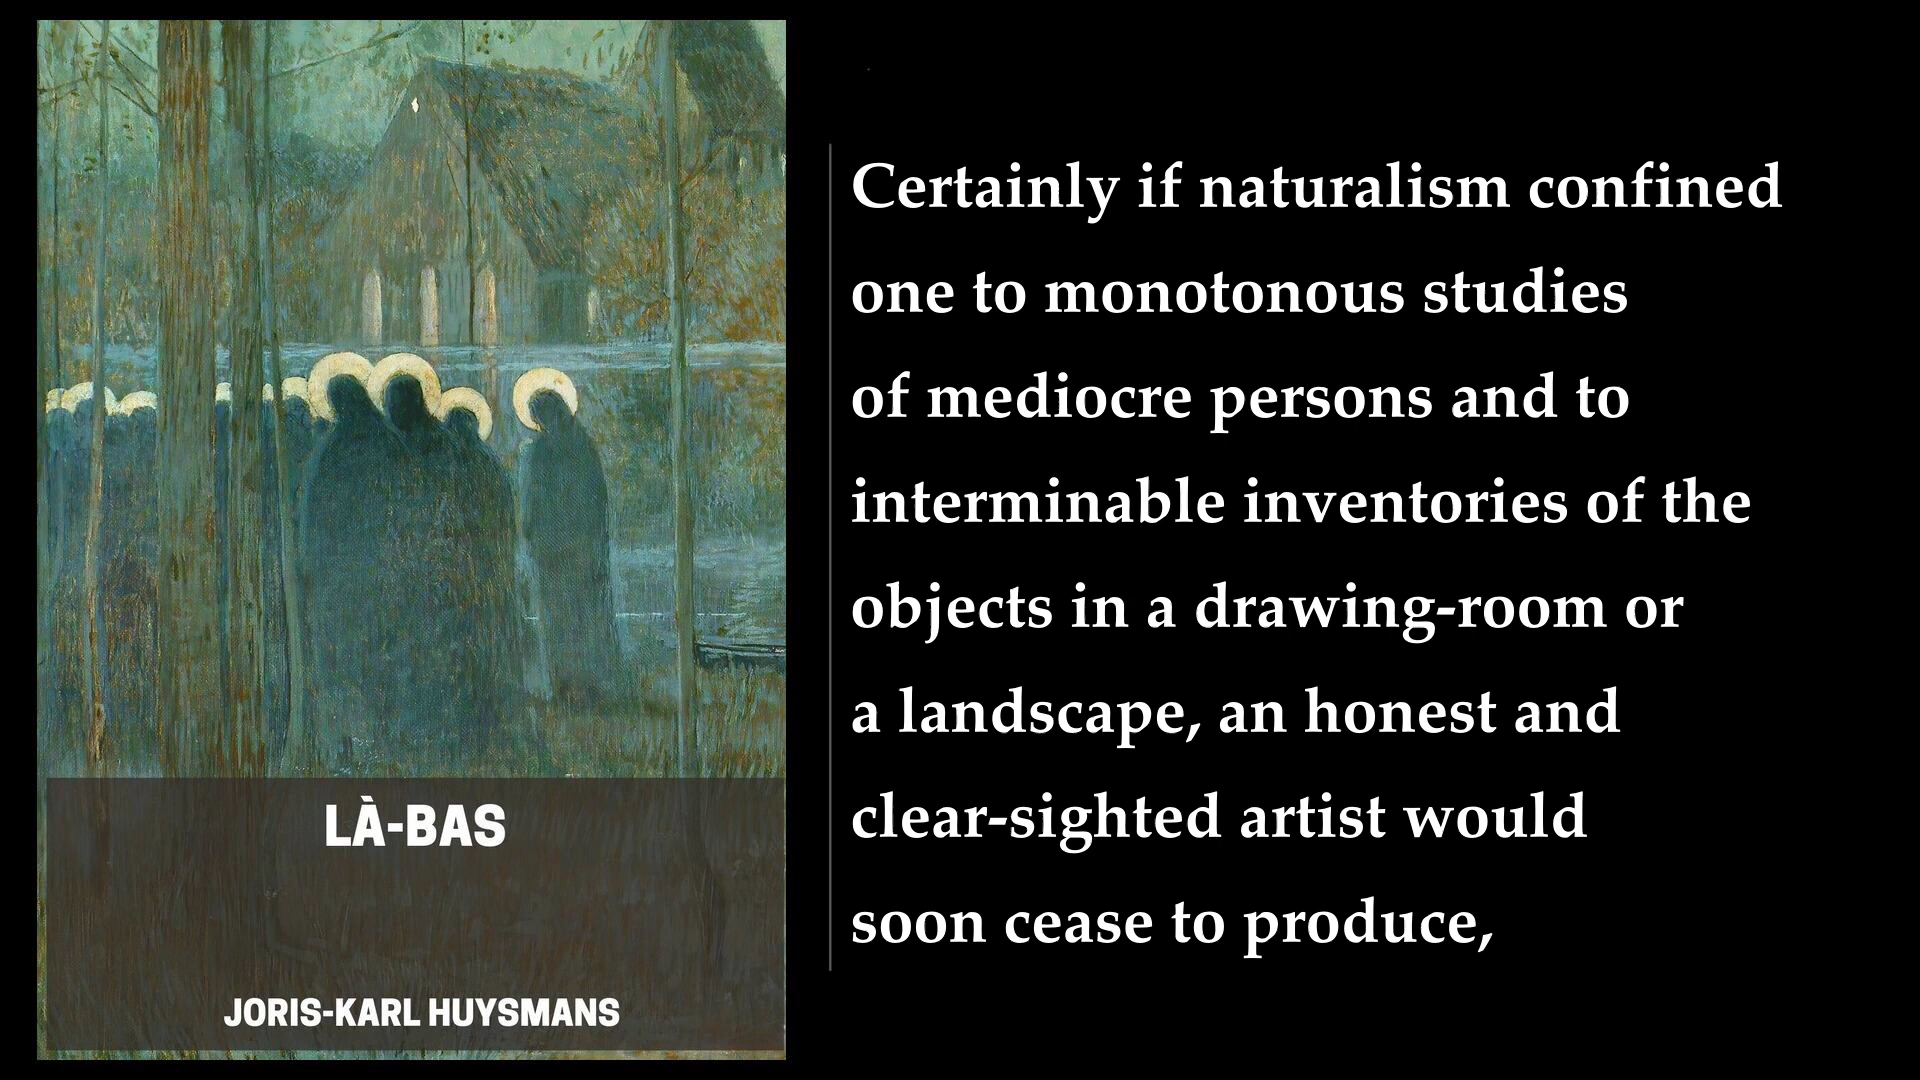 LÀ-BAS
JORIS-KARL HUYSMANS
Certainly if naturalism confined
one to monotonous studies
of mediocre persons and to
interminable inventories of the
objects in a drawing-room or
a landscape, an honest and
clear-sighted artist would
soon cease to produce,